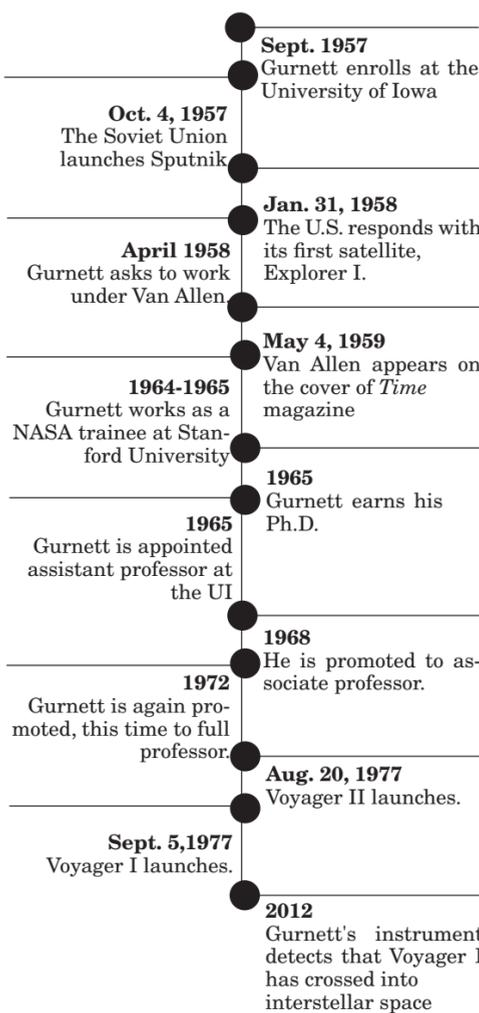 Sept. 1957
Gurnett enrolls at the
University of Iowa
Oct. 4, 1957
The Soviet Union
launches Sputnik
Jan. 31, 1958
The U.S. responds with
its first satellite,
Explorer I.
April 1958
Gurnett asks to work
under Van Allen.
May 4, 1959
Van Allen appears on
the cover of Time
magazine
1964-1965
Gurnett works as a
NASA trainee at Stan-
ford University
1965
Gurnett earns his
Ph.D.
1965
Gurnett is appointed
assistant professor at
the UI
1968
He is promoted to as-
sociate professor.
1972
Gurnett is again pro-
moted, this time to full
professor.
Aug. 20, 1977
Voyager II launches.
Sept. 5,1977
Voyager I launches.
2012
Gurnett's instrument
detects that Voyager I
has crossed into
interstellar space